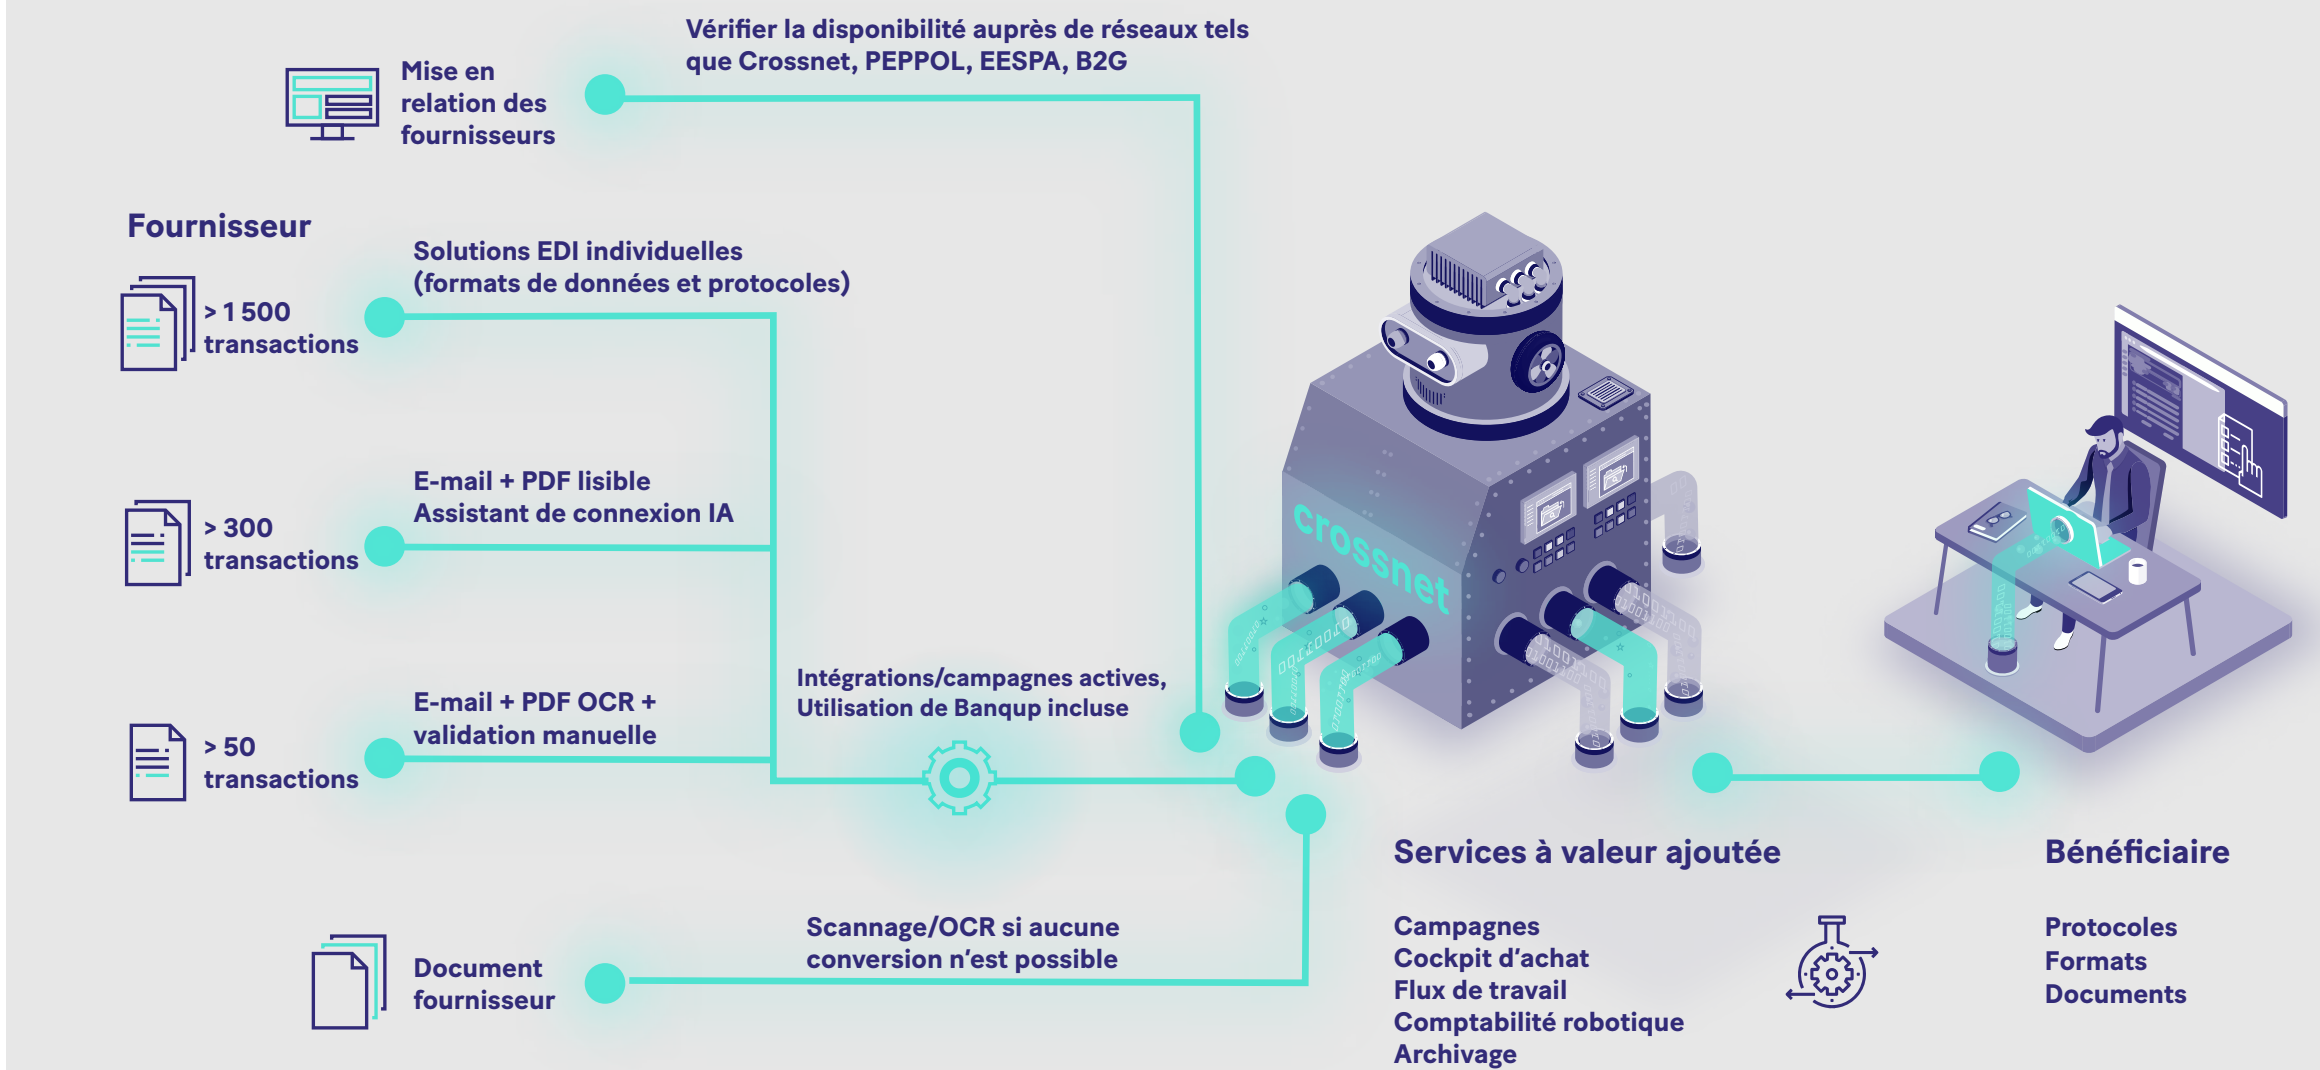 Vérifier la disponibilité auprès de réseaux tels
que Crossnet, PEPPOL, EESPA, B2G
Mise en
relation des
fournisseurs
Fournisseur
Solutions EDI individuelles
(formats de données et protocoles)
> 1 500
transactions
E-mail + PDF lisible
Assistant de connexion IA
> 300
transactions
crossnet
E-mail + PDF OCR +
validation manuelle
> 50
transactions
Intégrations/campagnes actives,
Utilisation de Banqup incluse
Services à valeur ajoutée
Campagnes
Cockpit d'achat
Flux de travail
Comptabilité robotique
Archivage
Bénéficiaire
Protocoles
Formats
Documents
Scannage/OCR si aucune
conversion n'est possible
Document
fournisseur